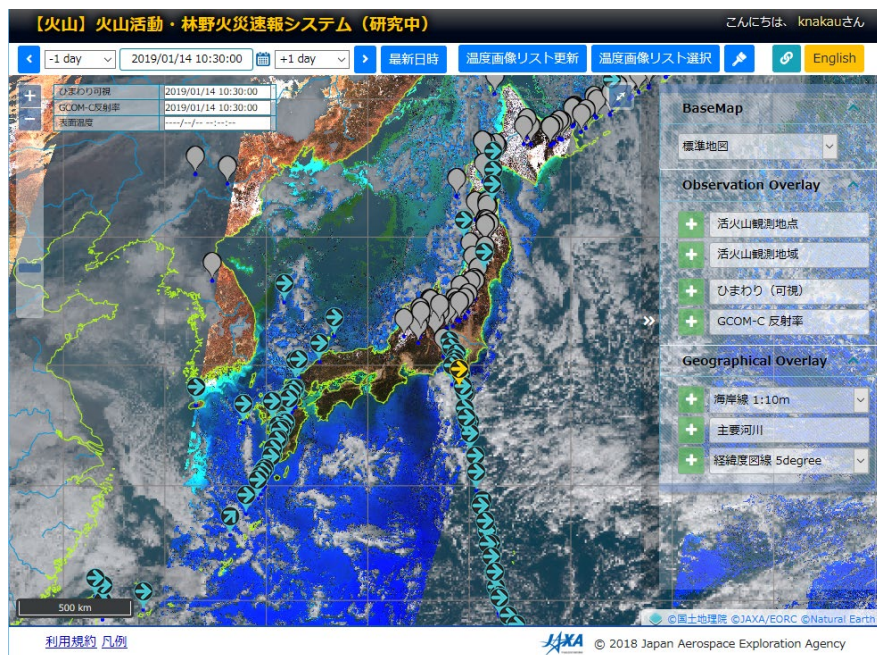 【火山】火山活動・林野火災速報システム（研究中）
こんにちは、 knakauさん
-1 day
2019/01/14 10:30:00
+1 day
最新日時
温度画像リスト更新
温度画像リスト選択
English
ひまわり可視 2019/01/14 10:30:00
GCOM-C反射率 2019/01/14 10:30:00
表面温度 ----/--/-- --:--:--
BaseMap
標準地図
Observation Overlay
活火山観測地点
活火山観測地域
ひまわり（可視）
GCOM-C 反射率
Geographical Overlay
海岸線 1:10m
主要河川
経緯度図線 5degree
500 km
©国土地理院 ©JAXA/EORC ©Natural Earth
利用規約 凡例
JAXA © 2018 Japan Aerospace Exploration Agency